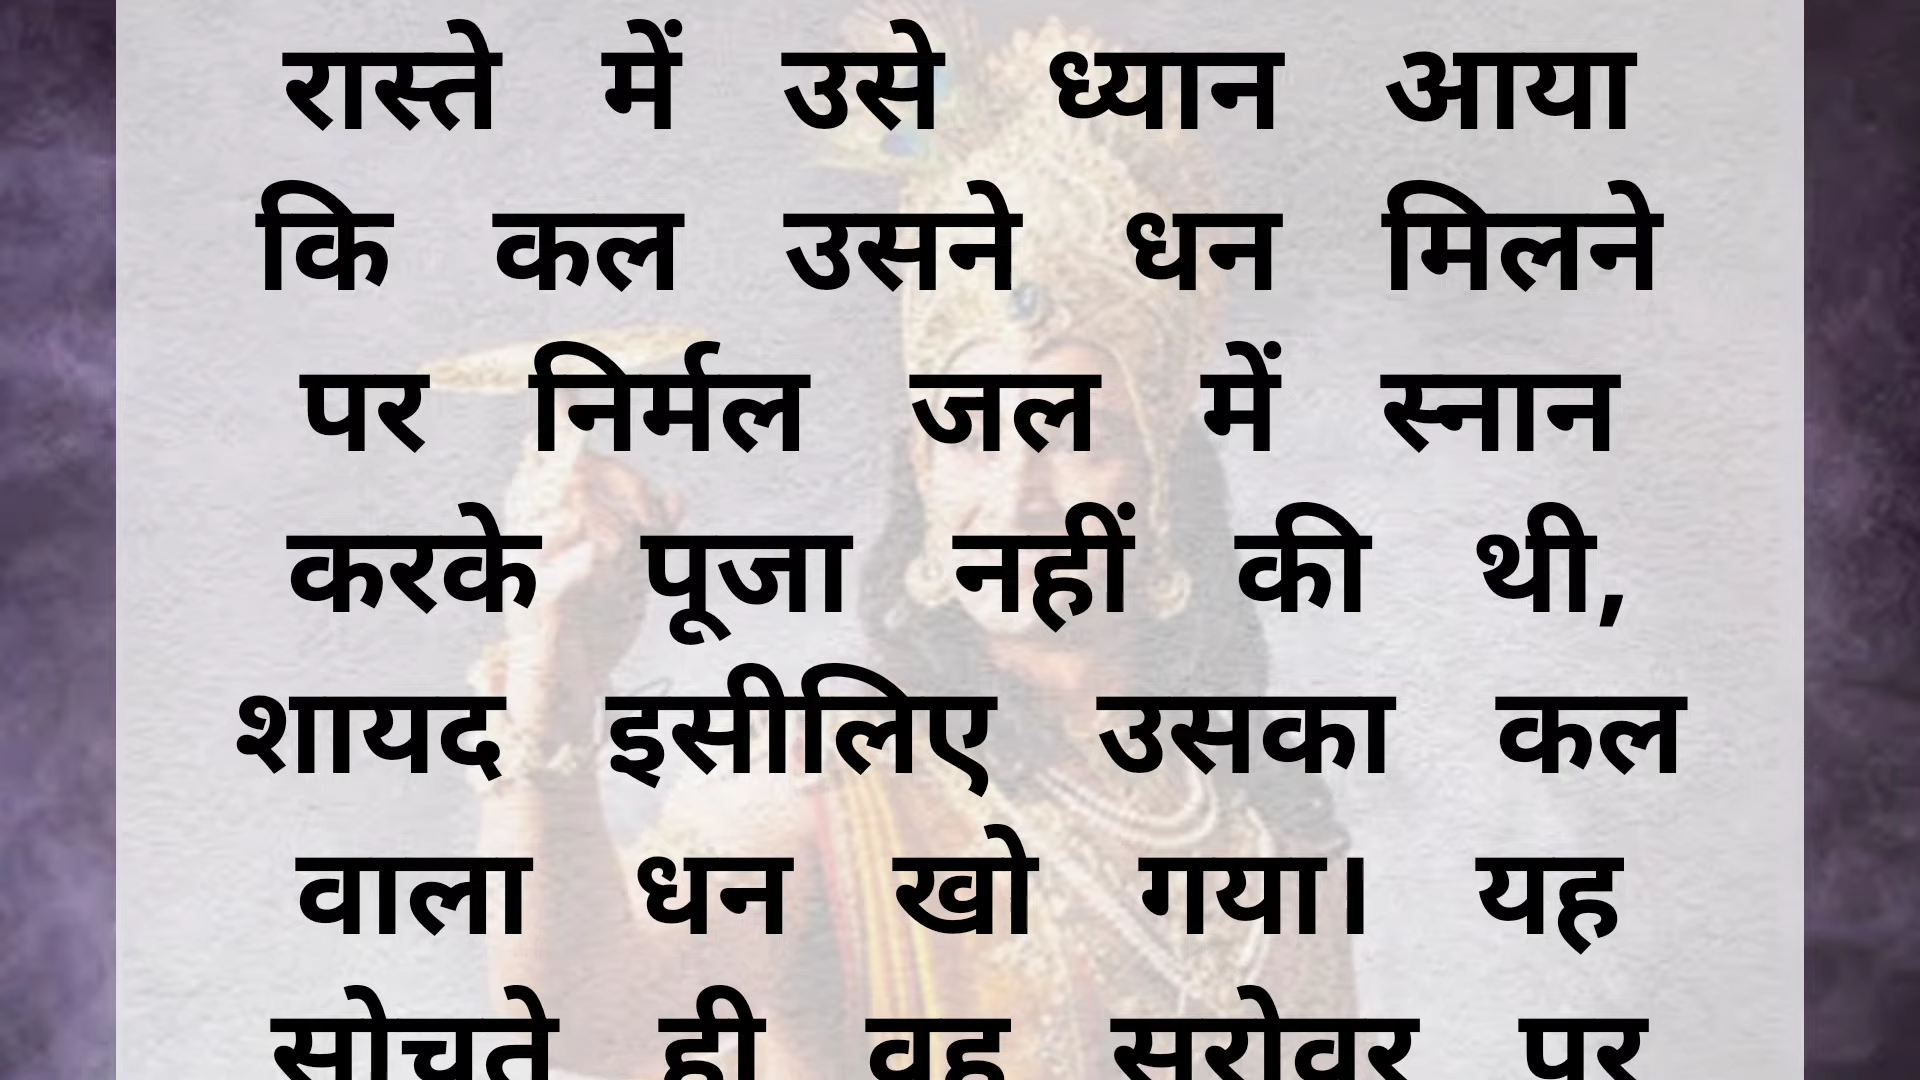 रास्ते में उसे ध्यान आया
कि कल उसने धन मिलने
पर निर्मल जल में स्नान
करके पूजा नहीं की थी,
शायद इसीलिए उसका कल
वाला धन खो गया। यह
सोचते ही वह सरोवर पर